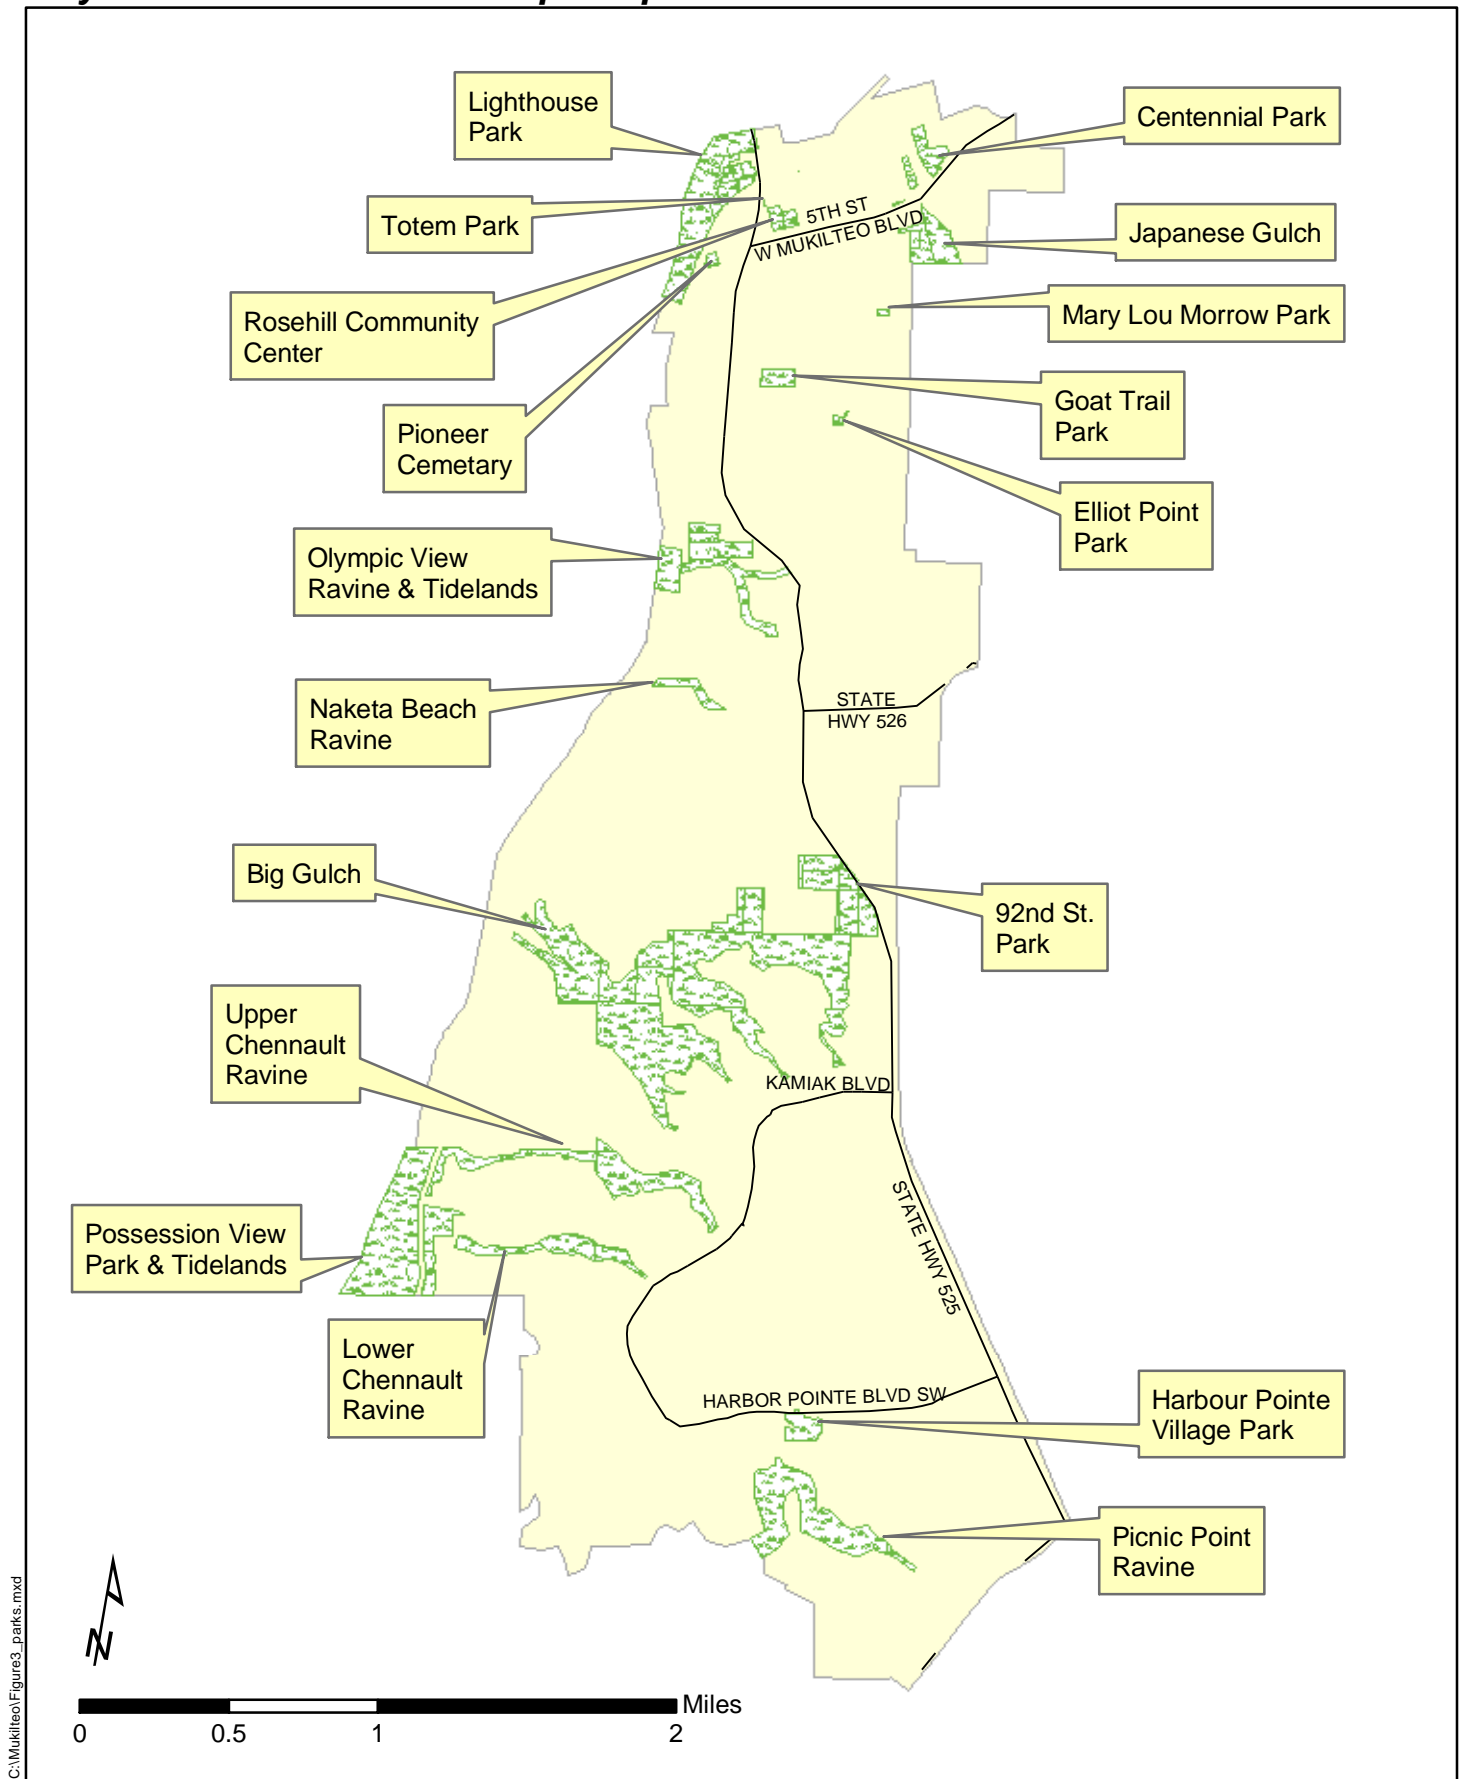 Lighthouse
Park
Centennial Park
Totem Park
5TH ST
W MUKILTEO BLVD
Japanese Gulch
Rosehill Community
Center
Mary Lou Morrow Park
Goat Trail
Park
Pioneer
Cemetary
Elliot Point
Park
Olympic View
Ravine & Tidelands
Naketa Beach
Ravine
STATE
HWY 526
Big Gulch
92nd St.
Park
Upper
Chennault
Ravine
KAMIAK BLVD
STATE HWY 525
Possession View
Park & Tidelands
Lower
Chennault
Ravine
HARBOR POINTE BLVD SW
Harbour Pointe
Village Park
Picnic Point
Ravine
N
Miles
0 0.5 1 2
C:\Mukilteo\Figure3_parks.mxd